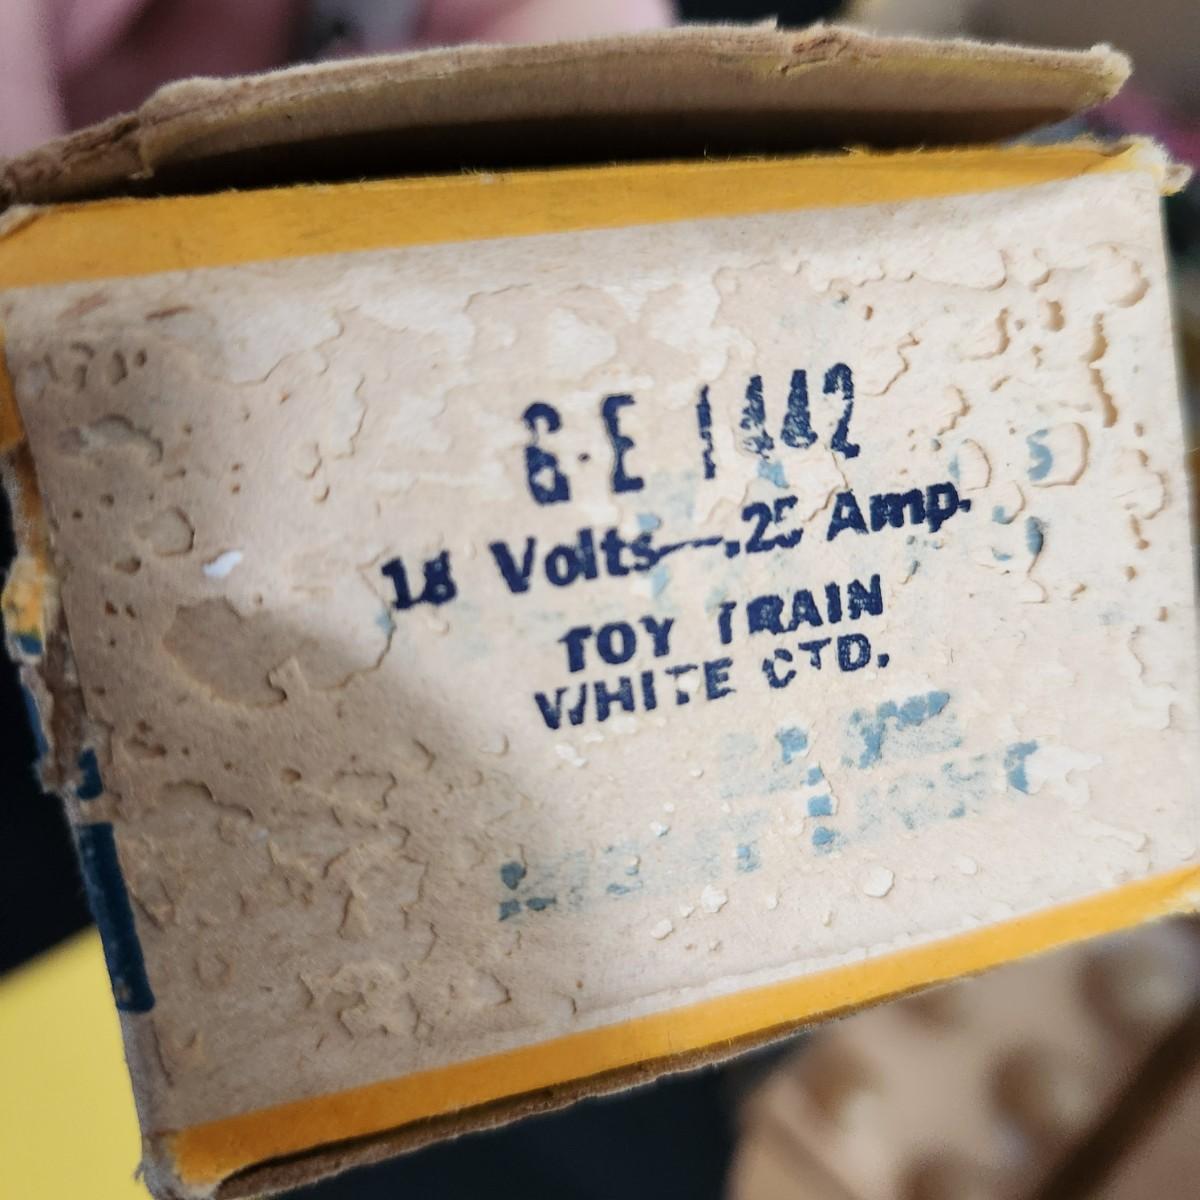 G·E 1442
18 Volts—.25 Amp.
TOY TRAIN
WHITE CTD.